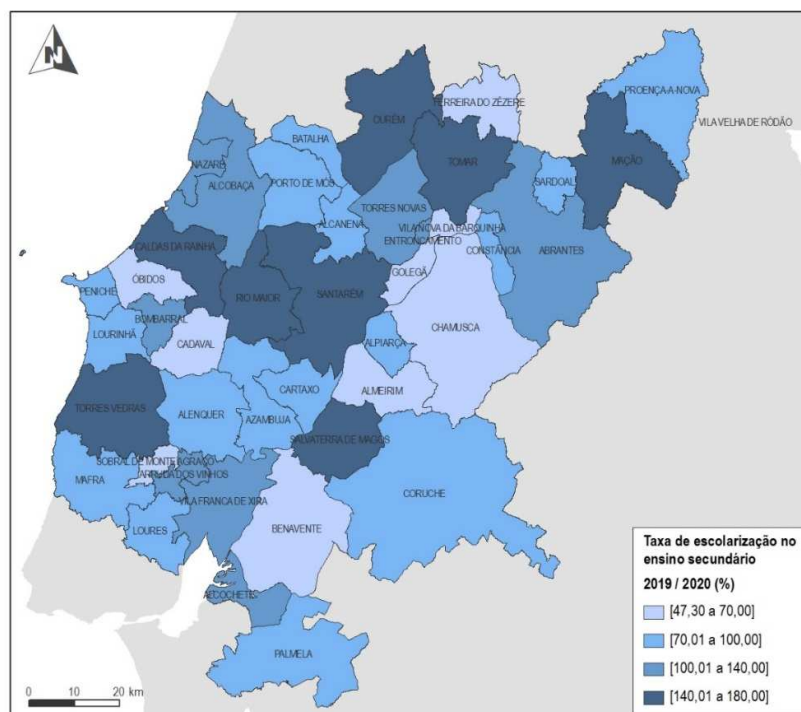 N
FERREIRA DO ZÊZERE
PROENÇA-A-NOVA
OURÉM
VILA VELHA DE RÓDÃO
BATALHA
TOMAR
MAÇÃO
NAZARÉ
SARDOAL
ALCOBAÇA
PORTO DE MÓS
TORRES NOVAS
ALCANENA
VILA NOVA DA BARQUINHA
ENTRONCAMENTO
CONSTÂNCIA
ABRANTES
CALDAS DA RAINHA
GOLEGÃ
ÓBIDOS
PENICHE
RIO MAIOR
SANTARÉM
CHAMUSCA
BOMBARRAL
LOURINHÃ
CADAVAL
ALPIARÇA
CARTAXO
ALMEIRIM
TORRES VEDRAS
ALENQUER
AZAMBUJA
SALVATERRA DE MAGOS
SOBRAL DE MONTE AGRAÇO
ARRUDA DOS VINHOS
MAFRA
CORUCHE
VILA FRANCA DE XIRA
LOURES
BENAVENTE
ALCOCHETE
PALMELA
Taxa de escolarização no
ensino secundário
2019 / 2020 (%)
[47,30 a 70,00]
[70,01 a 100,00]
[100,01 a 140,00]
[140,01 a 180,00]
0 10 20 km